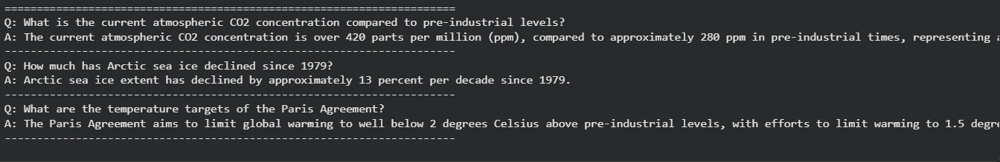 ======================================================================
Q: What is the current atmospheric CO2 concentration compared to pre-industrial levels?
A: The current atmospheric CO2 concentration is over 420 parts per million (ppm), compared to approximately 280 ppm in pre-industrial times, representing
----------------------------------------------------------------------
Q: How much has Arctic sea ice declined since 1979?
A: Arctic sea ice extent has declined by approximately 13 percent per decade since 1979.
----------------------------------------------------------------------
Q: What are the temperature targets of the Paris Agreement?
A: The Paris Agreement aims to limit global warming to well below 2 degrees Celsius above pre-industrial levels, with efforts to limit warming to 1.5
----------------------------------------------------------------------